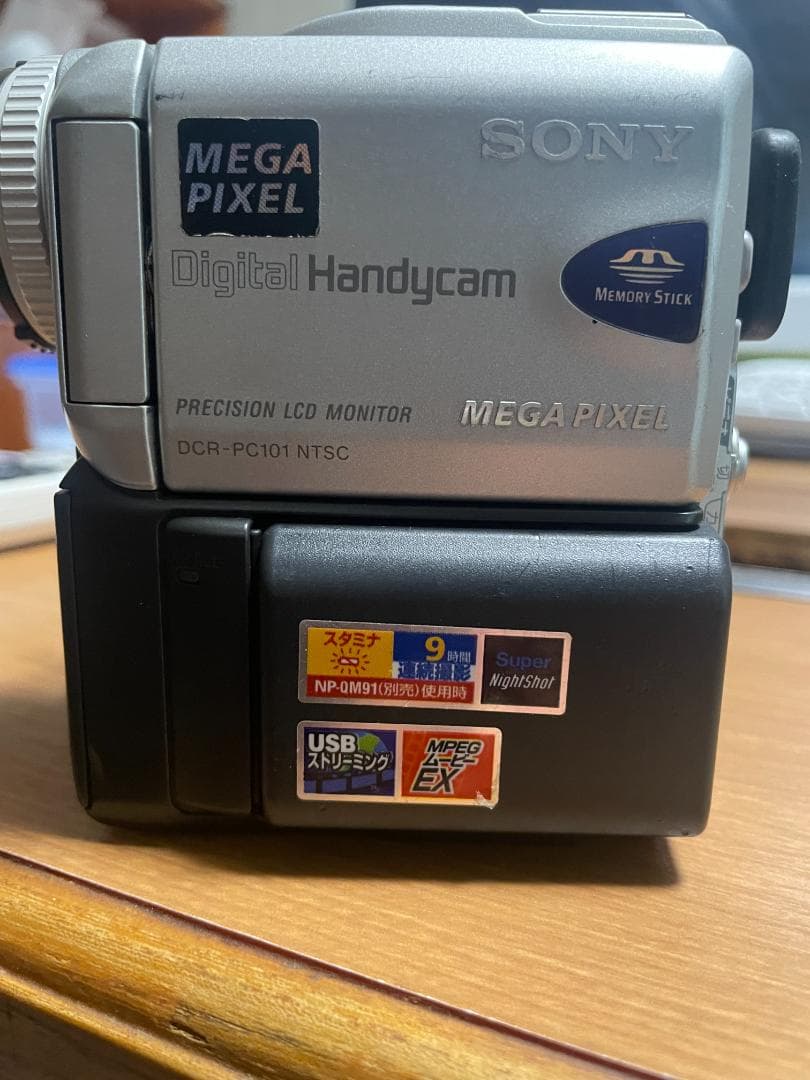 MEGA
PIXEL
SONY
Digital Handycam
MEMORY STICK
PRECISION LCD MONITOR
MEGA PIXEL
DCR-PC101 NTSC
スタミナ
9時間
連続撮影
NP-QM91(別売)使用時
Super
NightShot
USB
ストリーミング
MPEG
ムービー
EX